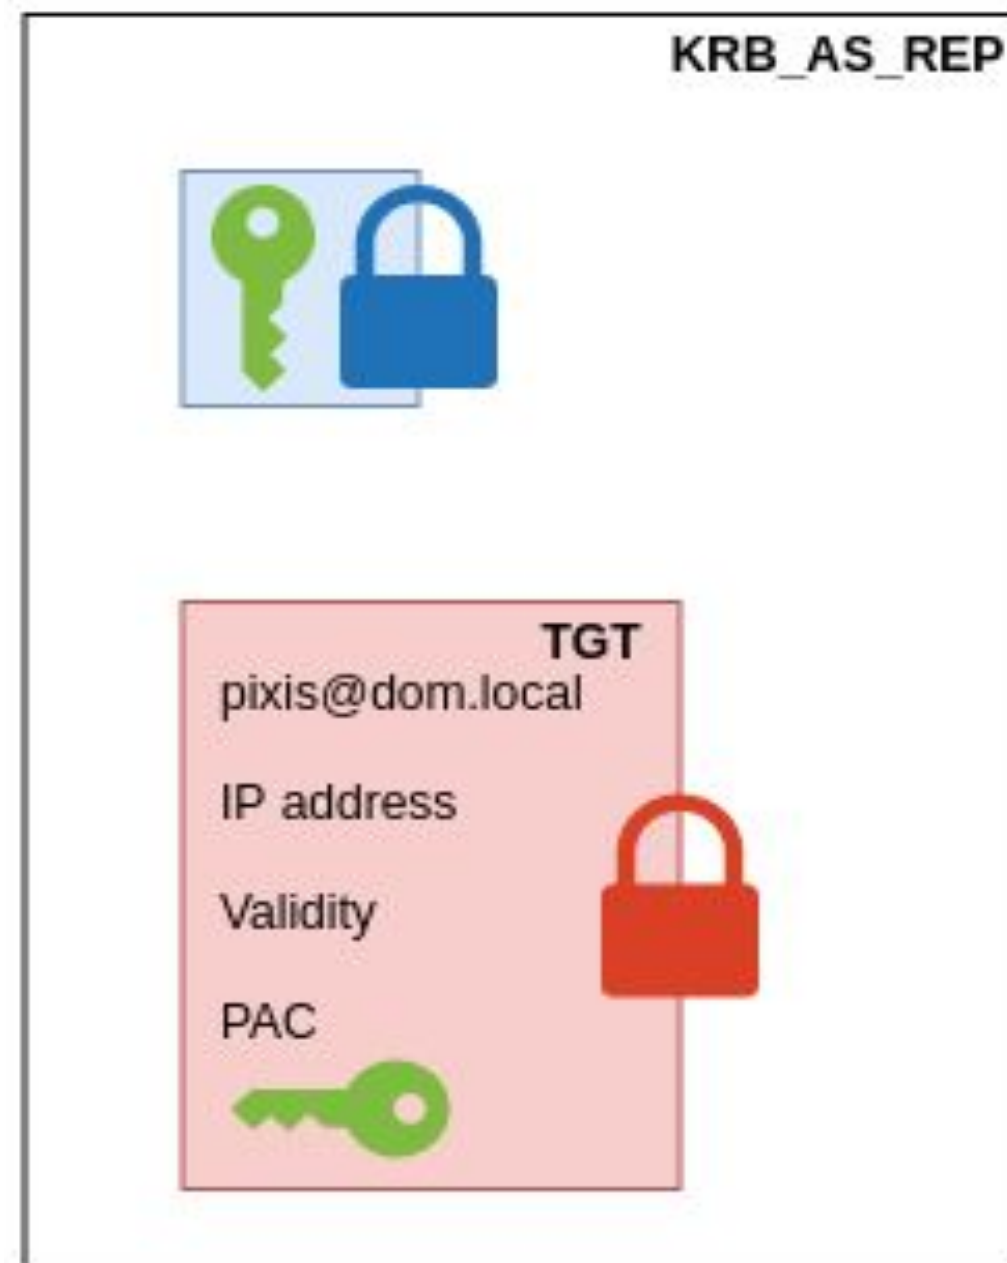 KRB_AS_REP
TGT
pixis@dom.local
IP address
Validity
PAC